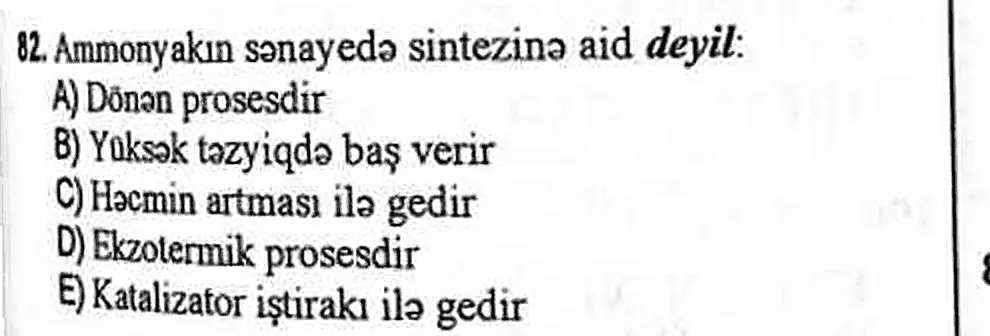 82. Ammonyakın sənayedə sintezinə aid deyil:
A) Dönən prosesdir
B) Yüksək təzyiqdə baş verir
C) Həcmin artması ilə gedir
D) Ekzotermik prosesdir
E) Katalizator iştirakı ilə gedir